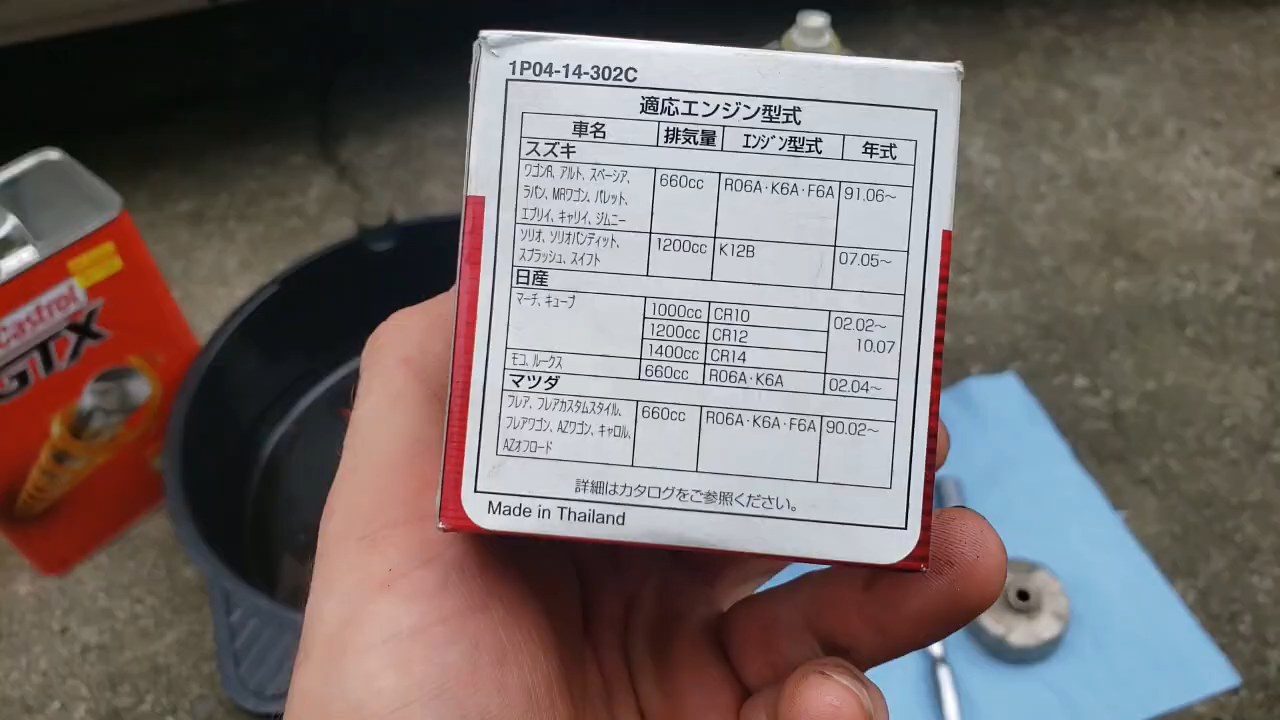 1P04-14-302C
適応エンジン型式
車名 排気量 エンジン型式 年式
スズキ
ワゴンR、アルト、スペーシア、 660cc R06A・K6A・F6A 91.06～
ラパン、MRワゴン、パレット、
エブリイ、キャリイ、ジムニー
ソリオ、ソリオバンディット、 1200cc K12B 07.05～
スプラッシュ、スイフト
日産
マーチ、キューブ 1000cc CR10 02.02～
1200cc CR12 10.07
1400cc CR14
モコ、ルークス 660cc R06A・K6A 02.04～
マツダ
フレア、フレアカスタムスタイル、 660cc R06A・K6A・F6A 90.02～
フレアワゴン、AZワゴン、キャロル、
AZオフロード
詳細はカタログをご参照ください。
Made in Thailand
Castrol
GTX